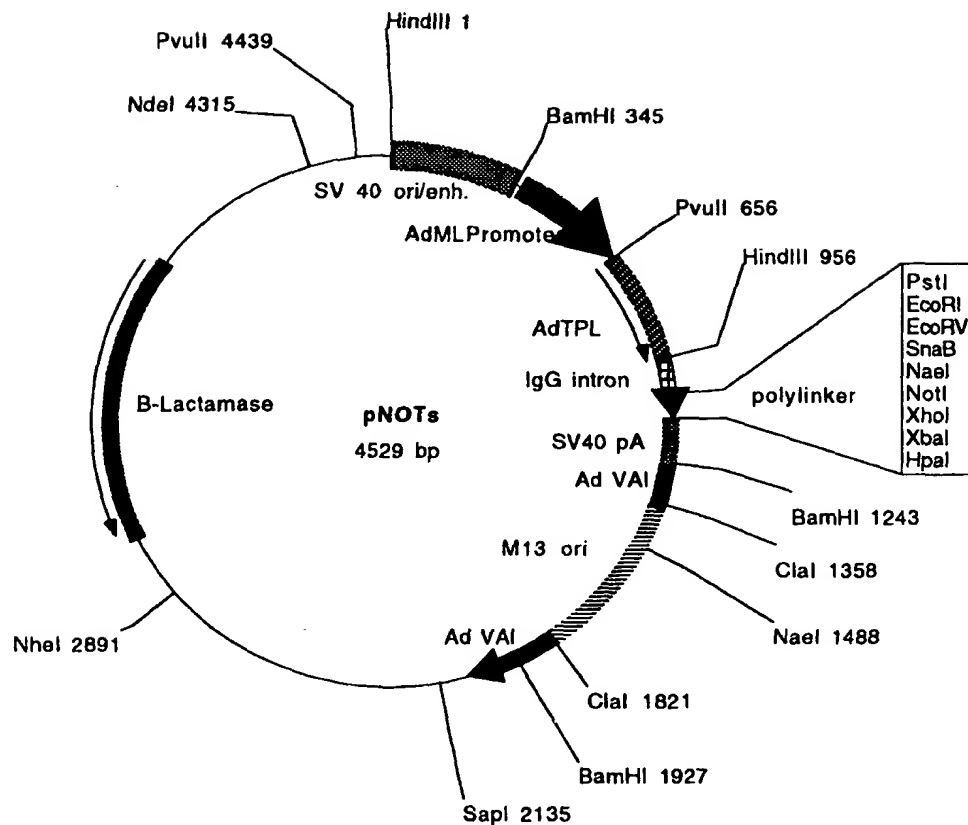 HindIII 1
PvuII 4439
NdeI 4315
BamHI 345
SV 40 ori/enh.
AdMLPromote
PvuII 656
HindIII 956
PstI
EcoRI
EcoRV
SnaB
NaeI
NotI
XhoI
XbaI
HpaI
AdTPL
IgG intron
polylinker
B-Lactamase
pNOTs
4529 bp
SV40 pA
Ad VAI
BamHI 1243
M13 ori
ClaI 1358
NaeI 1488
NheI 2891
Ad VAI
ClaI 1821
BamHI 1927
SapI 2135